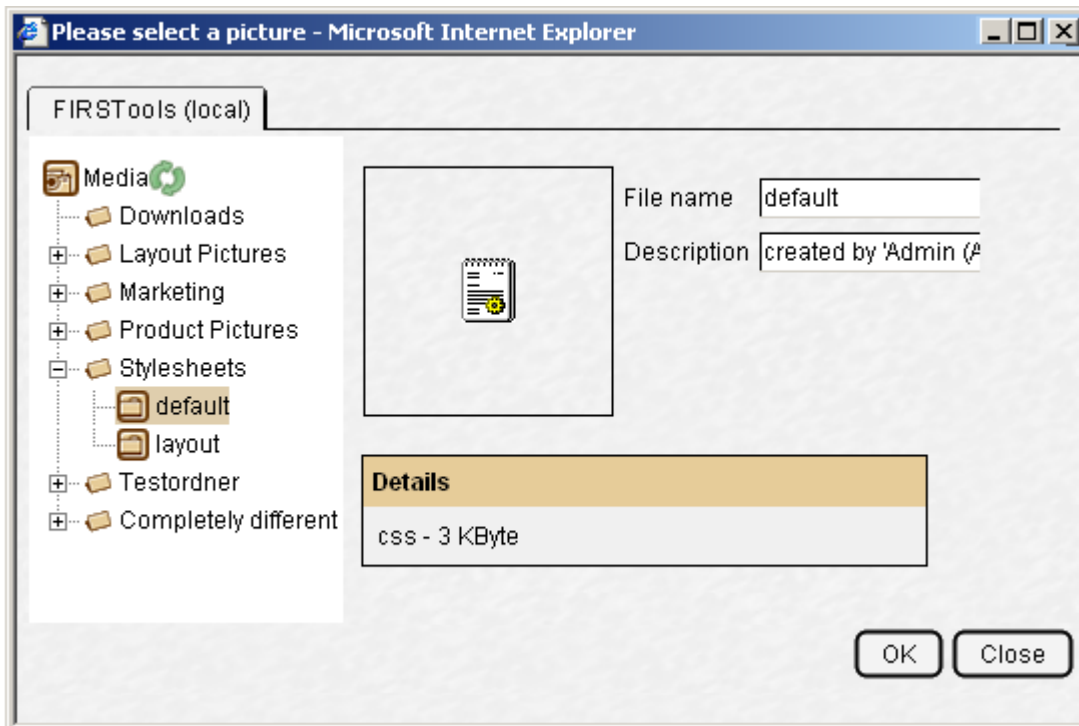 Please select a picture - Microsoft Internet Explorer
FIRSTools (local)
Media
Downloads
Layout Pictures
Marketing
Product Pictures
Stylesheets
default
layout
Testordner
Completely different
File name default
Description created by 'Admin (A
Details
css - 3 KByte
OK Close